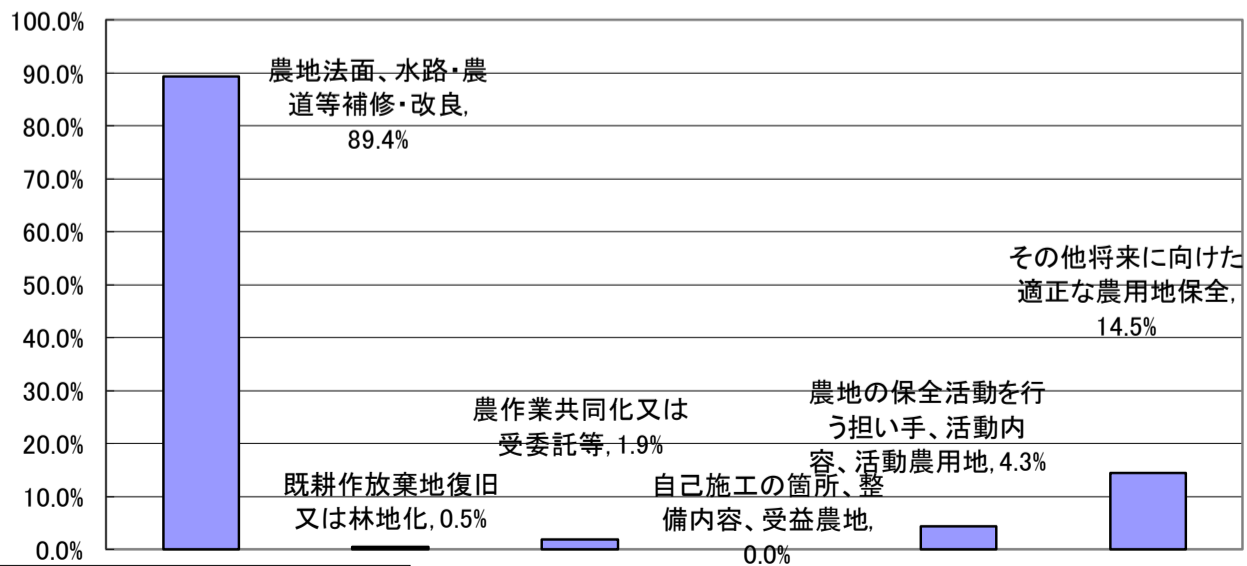 100.0%
90.0%
80.0%
70.0%
60.0%
50.0%
40.0%
30.0%
20.0%
10.0%
0.0%
農地法面、水路・農
道等補修・改良,
89.4%
既耕作放棄地復旧
又は林地化, 0.5%
農作業共同化又は
受委託等, 1.9%
自己施工の箇所、整
備内容、受益農地,
0.0%
農地の保全活動を行
う担い手、活動内
容、活動農用地, 4.3%
その他将来に向けた
適正な農用地保全,
14.5%